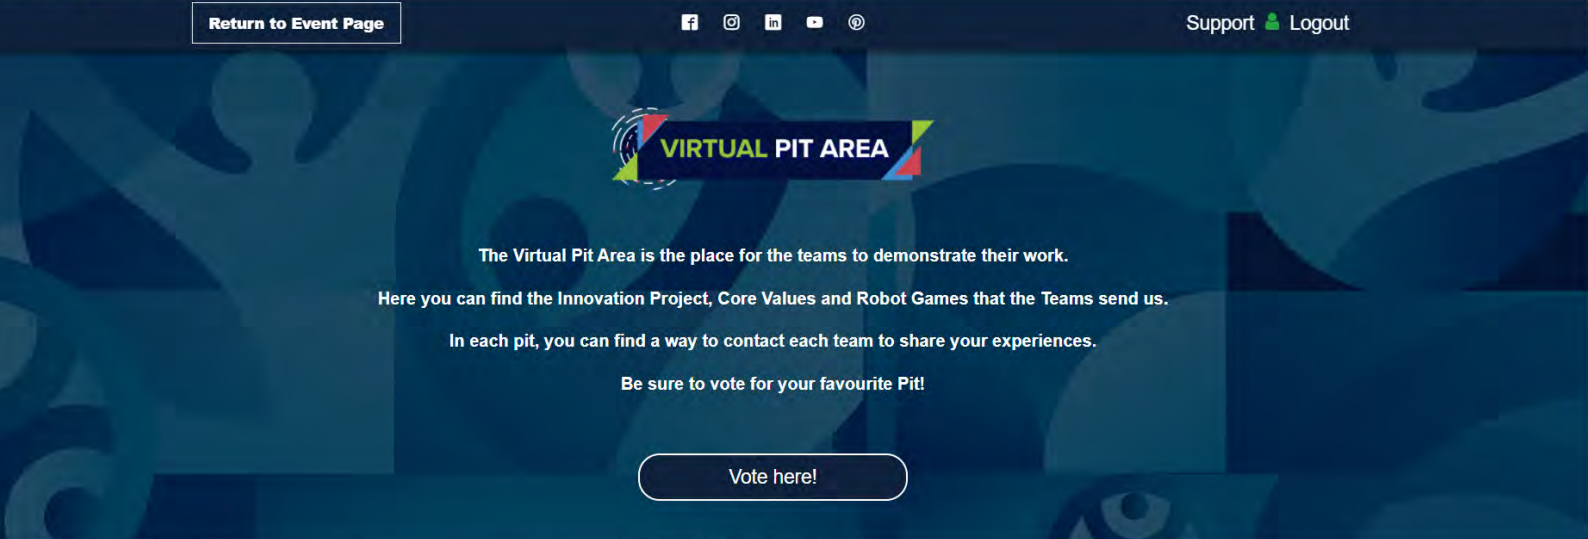 Return to Event Page
Support Logout
VIRTUAL PIT AREA
The Virtual Pit Area is the place for the teams to demonstrate their work.
Here you can find the Innovation Project, Core Values and Robot Games that the Teams send us.
In each pit, you can find a way to contact each team to share your experiences.
Be sure to vote for your favourite Pit!
Vote here!